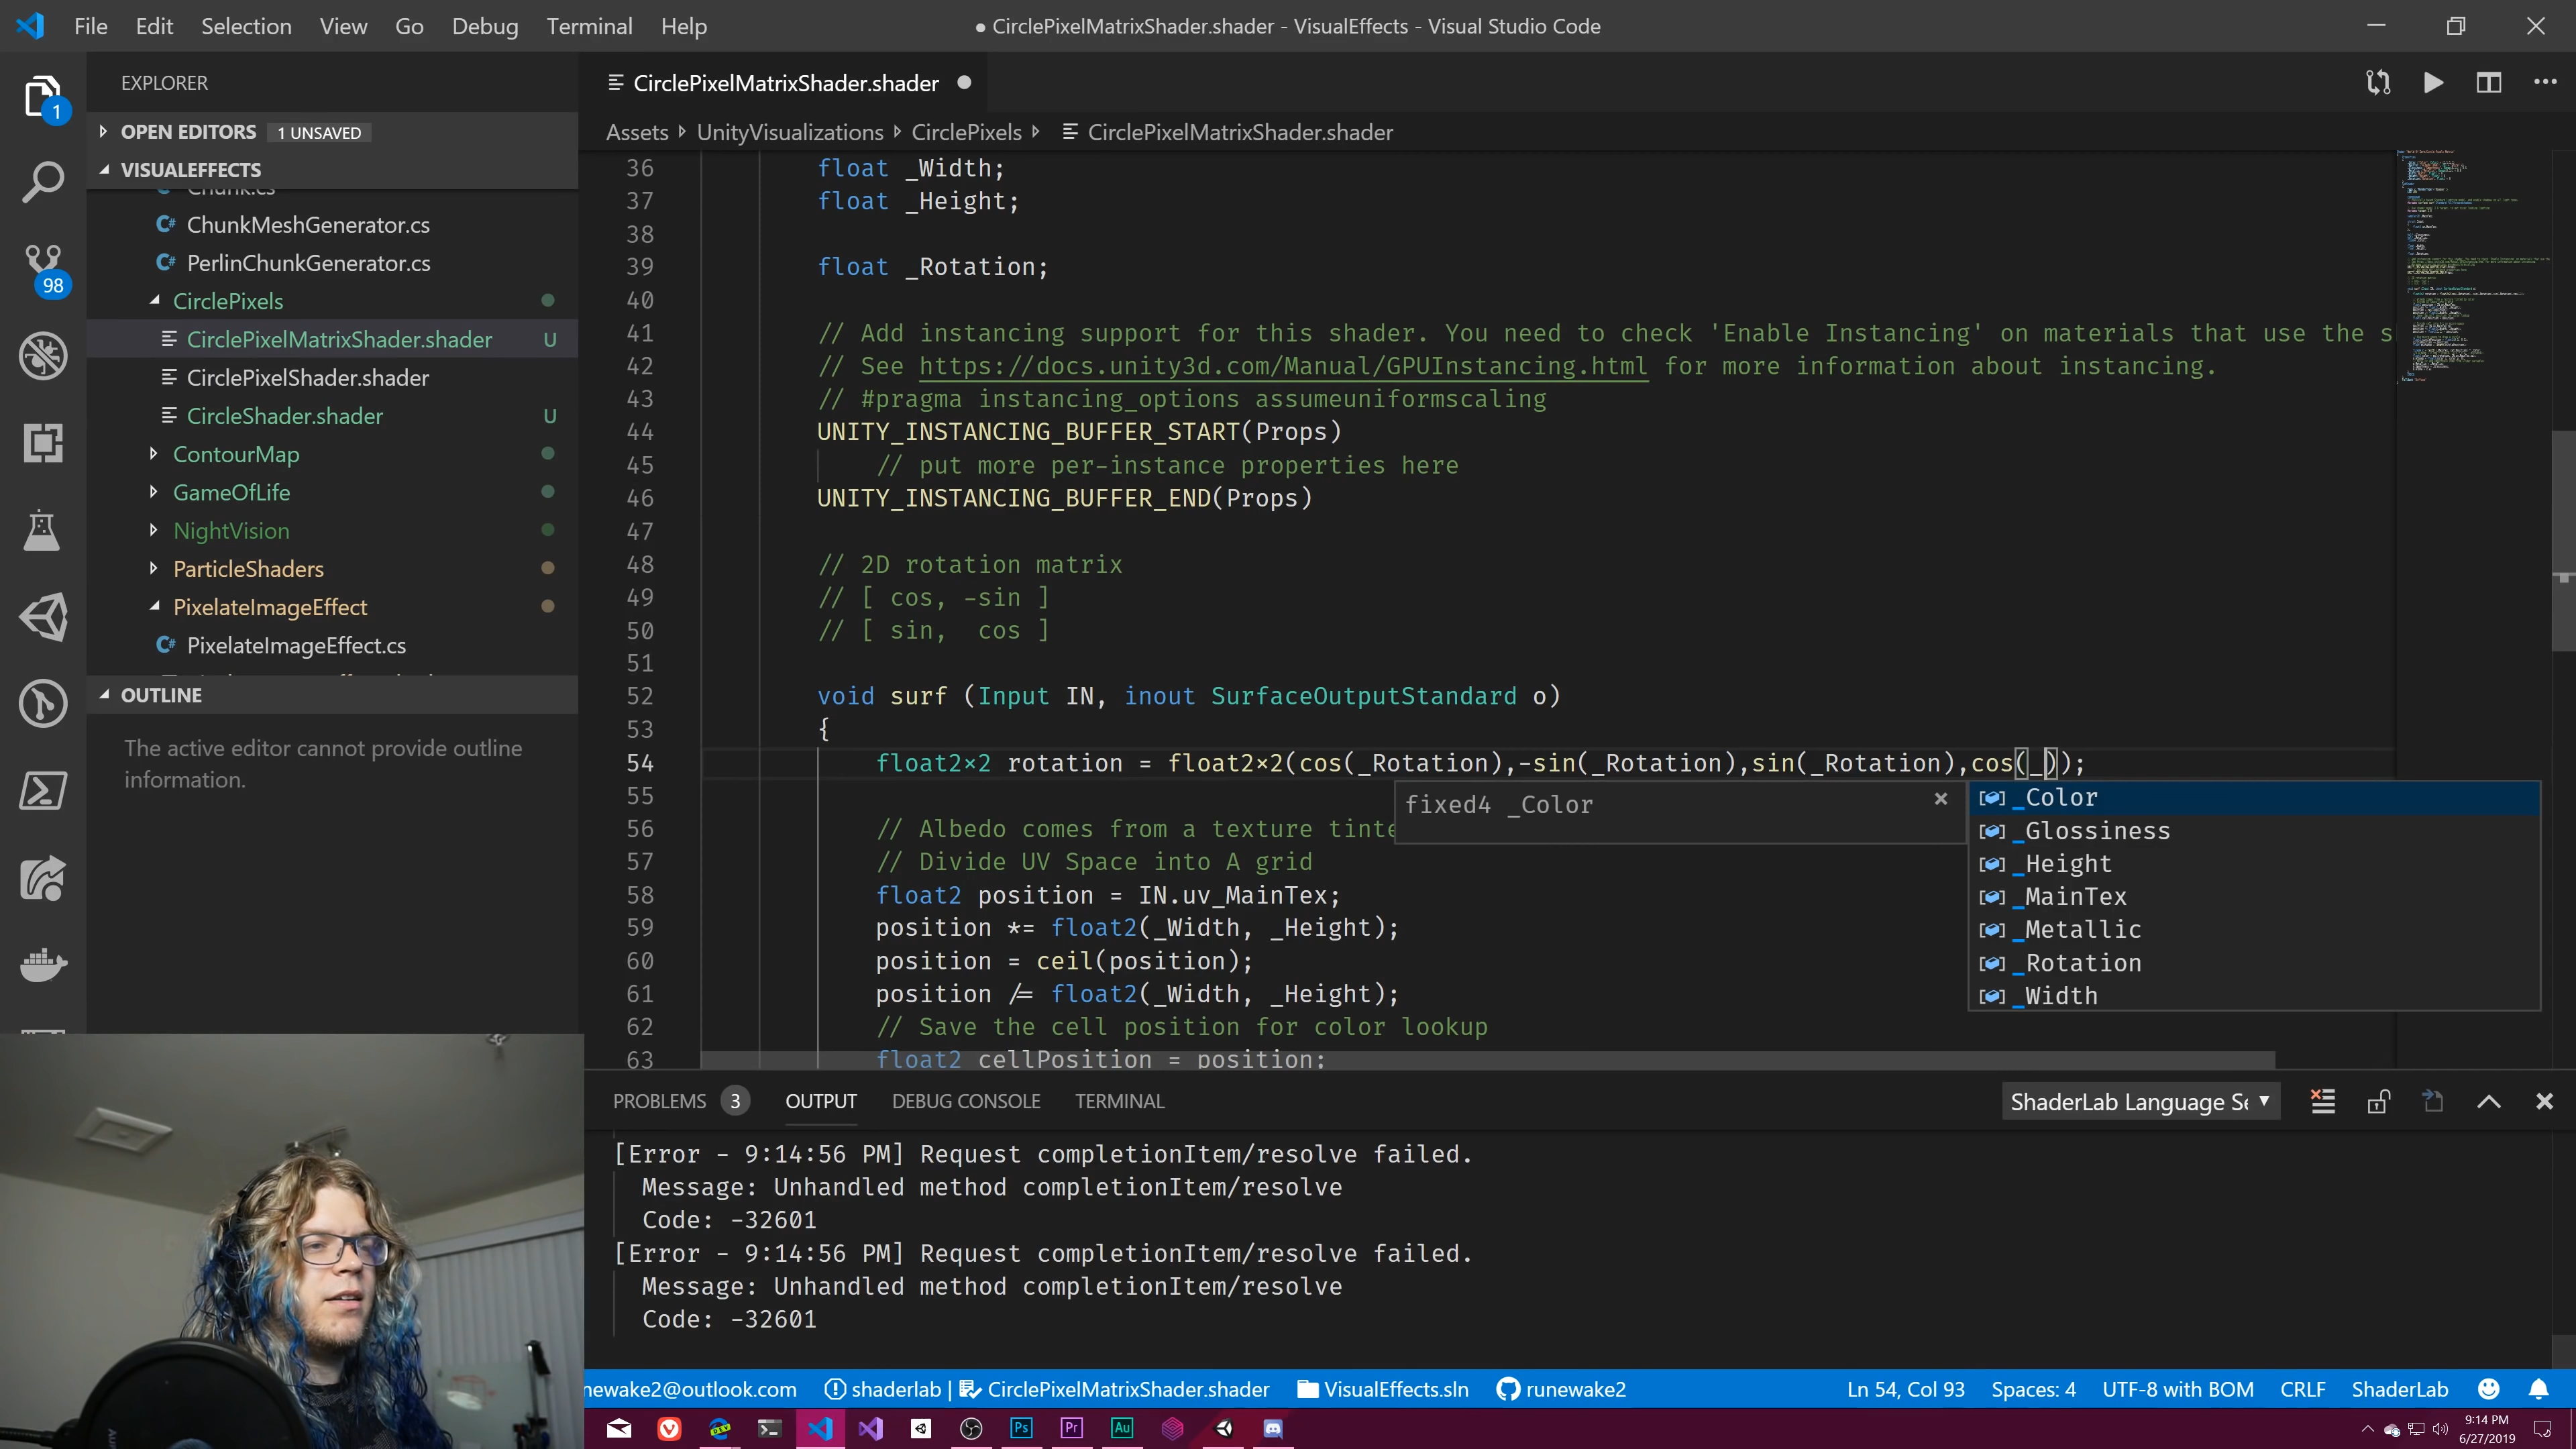 File Edit Selection View Go Debug Terminal Help
● CirclePixelMatrixShader.shader - VisualEffects - Visual Studio Code
EXPLORER
OPEN EDITORS 1 UNSAVED
VISUALEFFECTS
Chunk.cs
ChunkMeshGenerator.cs
PerlinChunkGenerator.cs
CirclePixels
CirclePixelMatrixShader.shader U
CirclePixelShader.shader
CircleShader.shader U
ContourMap
GameOfLife
NightVision
ParticleShaders
PixelateImageEffect
PixelateImageEffect.cs
OUTLINE
The active editor cannot provide outline
information.
1
98
CirclePixelMatrixShader.shader
Assets UnityVisualizations CirclePixels CirclePixelMatrixShader.shader
36 float _Width;
37 float _Height;
38
39 float _Rotation;
40
41 // Add instancing support for this shader. You need to check 'Enable Instancing' on materials that use the s
42 // See https://docs.unity3d.com/Manual/GPUInstancing.html for more information about instancing.
43 // #pragma instancing_options assumeuniformscaling
44 UNITY_INSTANCING_BUFFER_START(Props)
45 // put more per-instance properties here
46 UNITY_INSTANCING_BUFFER_END(Props)
47
48 // 2D rotation matrix
49 // [ cos, -sin ]
50 // [ sin,  cos ]
51
52 void surf (Input IN, inout SurfaceOutputStandard o)
53 {
54 float2×2 rotation = float2×2(cos(_Rotation),-sin(_Rotation),sin(_Rotation),cos(_));
55
56 // Albedo comes from a texture tinte
57 // Divide UV Space into A grid
58 float2 position = IN.uv_MainTex;
59 position *= float2(_Width, _Height);
60 position = ceil(position);
61 position /= float2(_Width, _Height);
62 // Save the cell position for color lookup
63 float2 cellPosition = position;
fixed4 _Color ×
_Color
_Glossiness
_Height
_MainTex
_Metallic
_Rotation
_Width
PROBLEMS 3 OUTPUT DEBUG CONSOLE TERMINAL
ShaderLab Language Se
[Error - 9:14:56 PM] Request completionItem/resolve failed.
Message: Unhandled method completionItem/resolve
Code: -32601
[Error - 9:14:56 PM] Request completionItem/resolve failed.
Message: Unhandled method completionItem/resolve
Code: -32601
newake2@outlook.com shaderlab | CirclePixelMatrixShader.shader VisualEffects.sln runewake2
Ln 54, Col 93 Spaces: 4 UTF-8 with BOM CRLF ShaderLab
Ps Pr Au
9:14 PM
6/27/2019